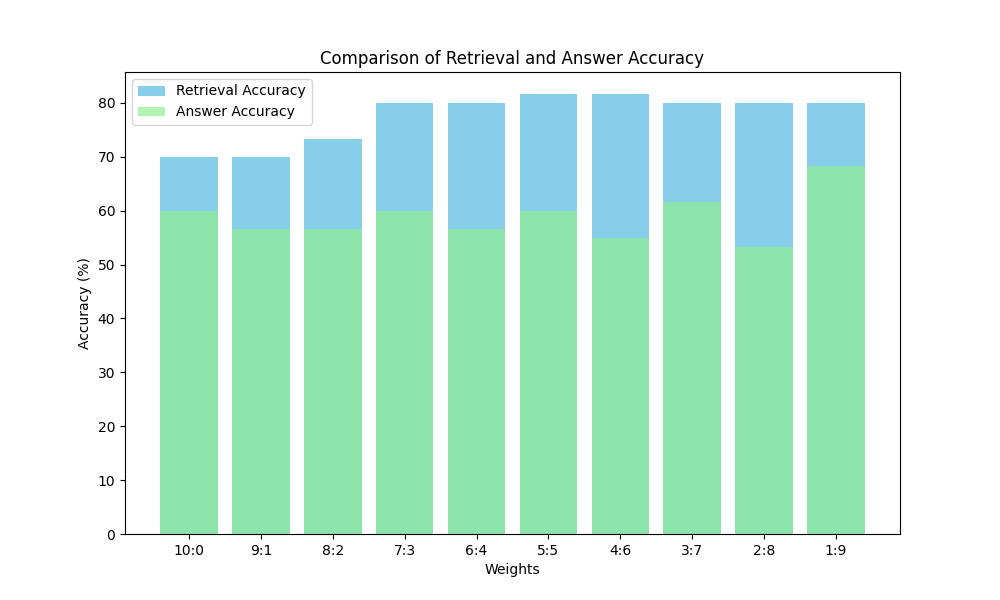 Comparison of Retrieval and Answer Accuracy
Retrieval Accuracy
Answer Accuracy
Accuracy (%)
80
70
60
50
40
30
20
10
0
10:0 9:1 8:2 7:3 6:4 5:5 4:6 3:7 2:8 1:9
Weights